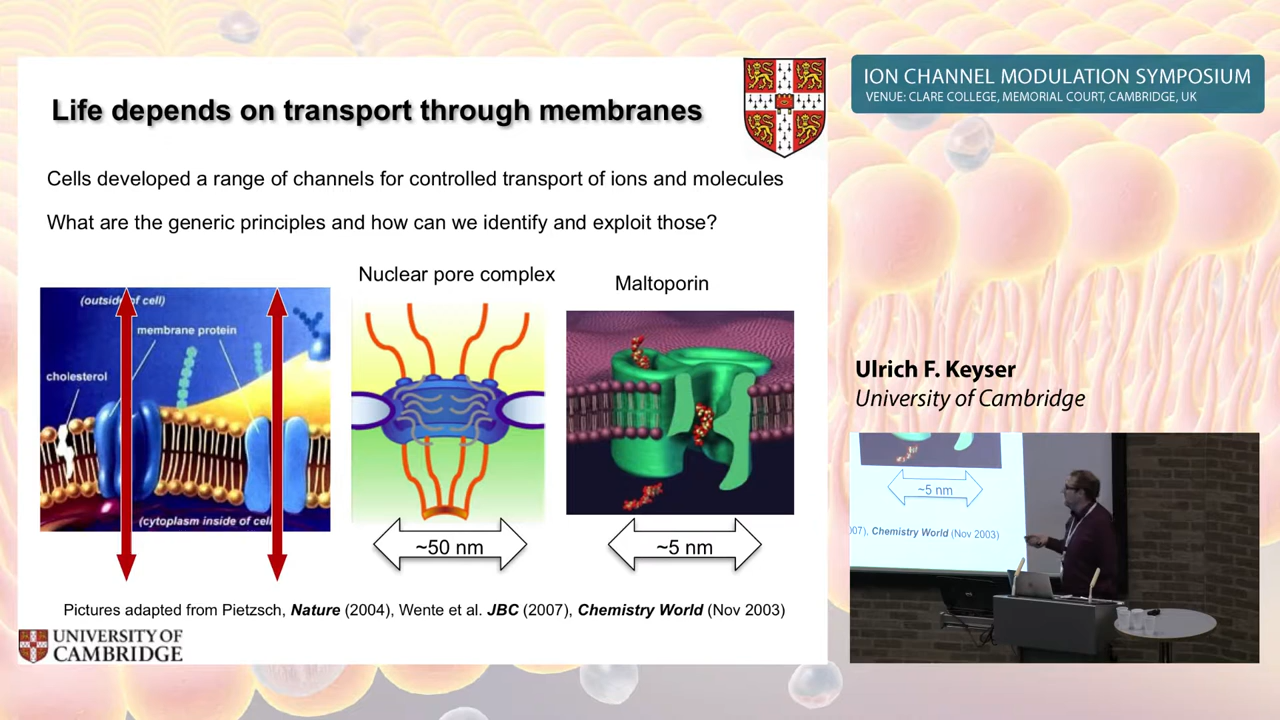 Life depends on transport through membranes
Cells developed a range of channels for controlled transport of ions and molecules
What are the generic principles and how can we identify and exploit those?
(outside of cell)
membrane protein
cholesterol
(cytoplasm inside of cell
Nuclear pore complex
~50 nm
Maltoporin
~5 nm
Pictures adapted from Pietzsch, Nature (2004), Wente et al. JBC (2007), Chemistry World (Nov 2003)
UNIVERSITY OF
CAMBRIDGE
ION CHANNEL MODULATION SYMPOSIUM
VENUE: CLARE COLLEGE, MEMORIAL COURT, CAMBRIDGE, UK
Ulrich F. Keyser
University of Cambridge
~5 nm
007), Chemistry World (Nov 2003)